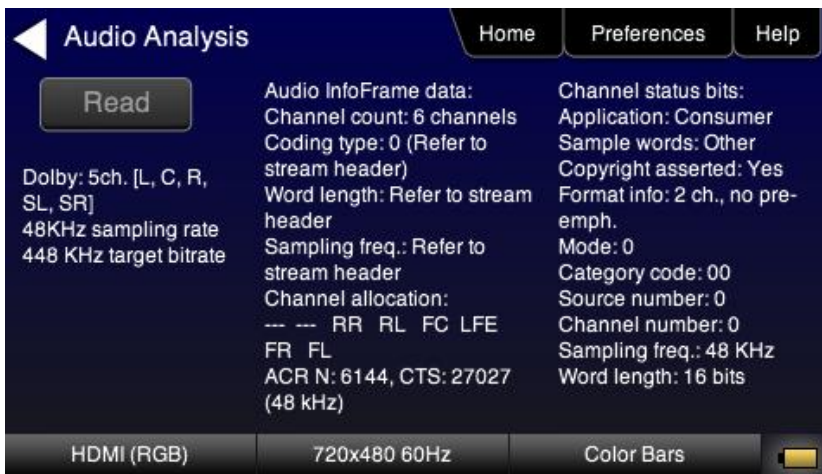 Audio Analysis
Home
Preferences
Help
Read
Dolby: 5ch. [L, C, R,
SL, SR]
48KHz sampling rate
448 KHz target bitrate
Audio InfoFrame data:
Channel count: 6 channels
Coding type: 0 (Refer to
stream header)
Word length: Refer to stream
header
Sampling freq.: Refer to
stream header
Channel allocation:
--- --- RR RL FC LFE
FR FL
ACR N: 6144, CTS: 27027
(48 kHz)
Channel status bits:
Application: Consumer
Sample words: Other
Copyright asserted: Yes
Format info: 2 ch., no pre-
emph.
Mode: 0
Category code: 00
Source number: 0
Channel number: 0
Sampling freq.: 48 KHz
Word length: 16 bits
HDMI (RGB)
720x480 60Hz
Color Bars